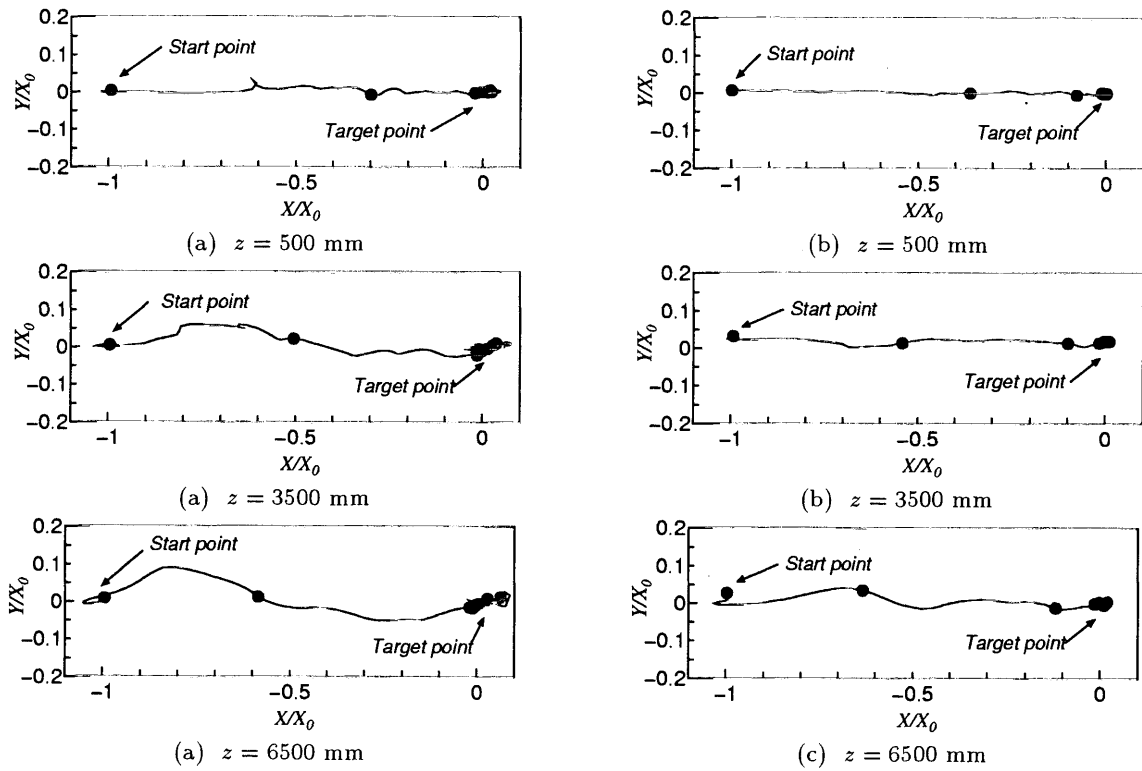 0.2
0.1
0
−0.1
−0.2
Y/X0
Start point
Target point
−1
−0.5
0
X/X0
(a) z = 500 mm
0.2
0.1
0
−0.1
−0.2
Y/X0
Start point
Target point
−1
−0.5
0
X/X0
(b) z = 500 mm
0.2
0.1
0
−0.1
−0.2
Y/X0
Start point
Target point
−1
−0.5
0
X/X0
(a) z = 3500 mm
0.2
0.1
0
−0.1
−0.2
Y/X0
Start point
Target point
−1
−0.5
0
X/X0
(b) z = 3500 mm
0.2
0.1
0
−0.1
−0.2
Y/X0
Start point
Target point
−1
−0.5
0
X/X0
(a) z = 6500 mm
0.2
0.1
0
−0.1
−0.2
Y/X0
Start point
Target point
−1
−0.5
0
X/X0
(c) z = 6500 mm